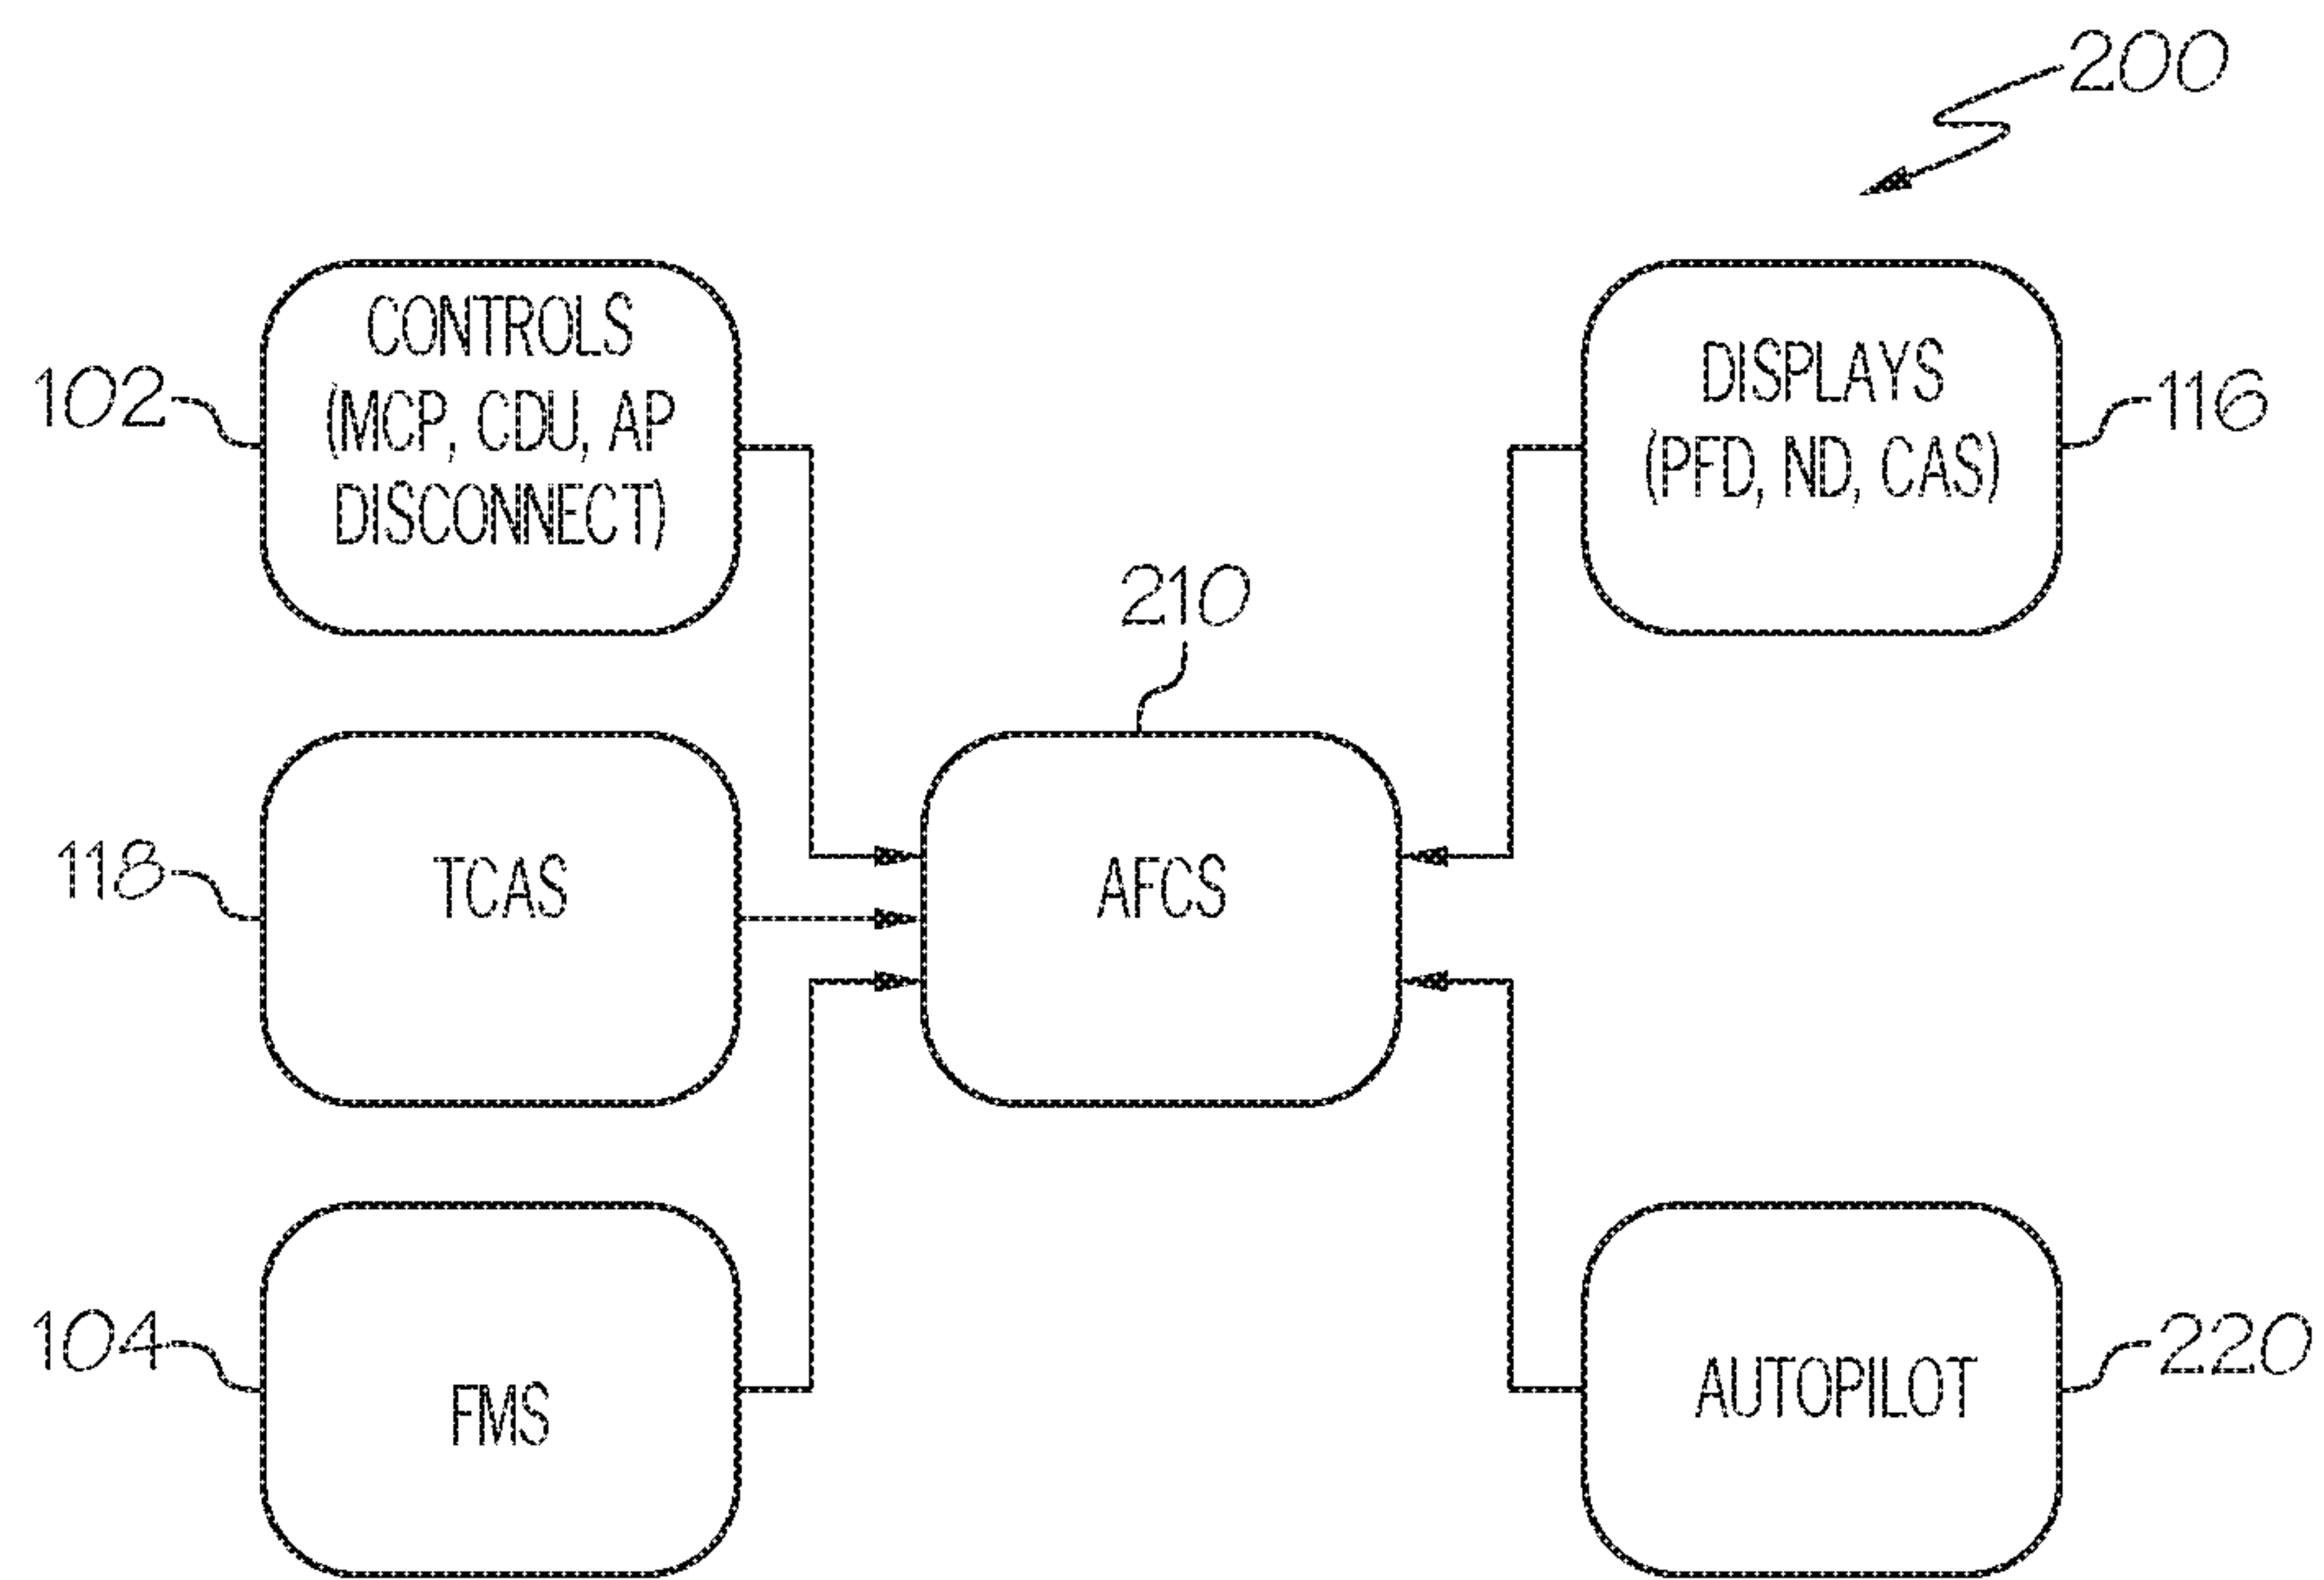 200
CONTROLS
(MCP, CDU, AP
DISCONNECT)
102
DISPLAYS
(PFD, ND, CAS)
116
210
118
TCAS
AFCS
104
FMS
AUTOPILOT
220